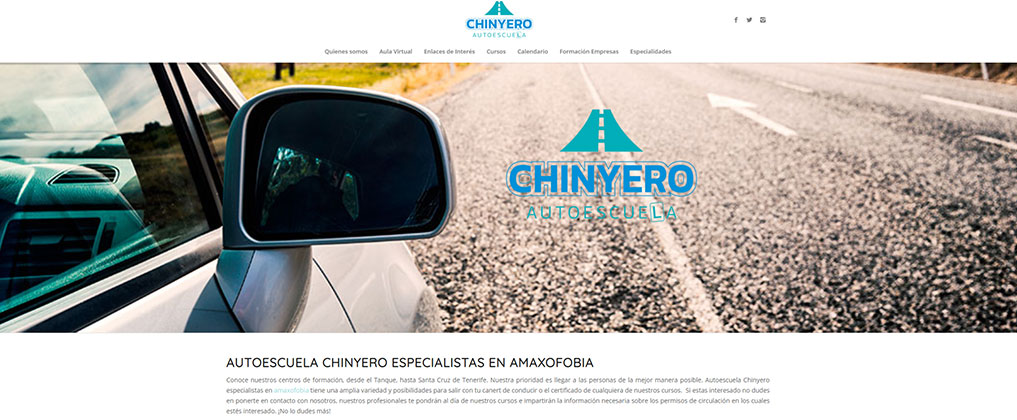 CHINYERO
AUTOESCUELA
Quienes somos Aula Virtual Enlaces de Interés Cursos Calendario Formación Empresas Especialidades
CHINYERO
AUTOESCUELA
AUTOESCUELA CHINYERO ESPECIALISTAS EN AMAXOFOBIA
Conoce nuestros centros de formación, desde el Tanque, hasta Santa Cruz de Tenerife. Nuestra prioridad es llegar a las personas de la mejor manera posible, Autoescuela Chinyero
especialistas en amaxofobia tiene una amplia variedad y posibilidades para salir con tu carnert de conducir o el certificado de cualquiera de nuestros cursos. Si estas interesado no dudes
en ponerte en contacto con nosotros, nuestros profesionales te pondrán al día de nuestros cursos e impartirán la información necesaria sobre los permisos de circulación en los cuales
estés interesado. ¡No lo dudes más!